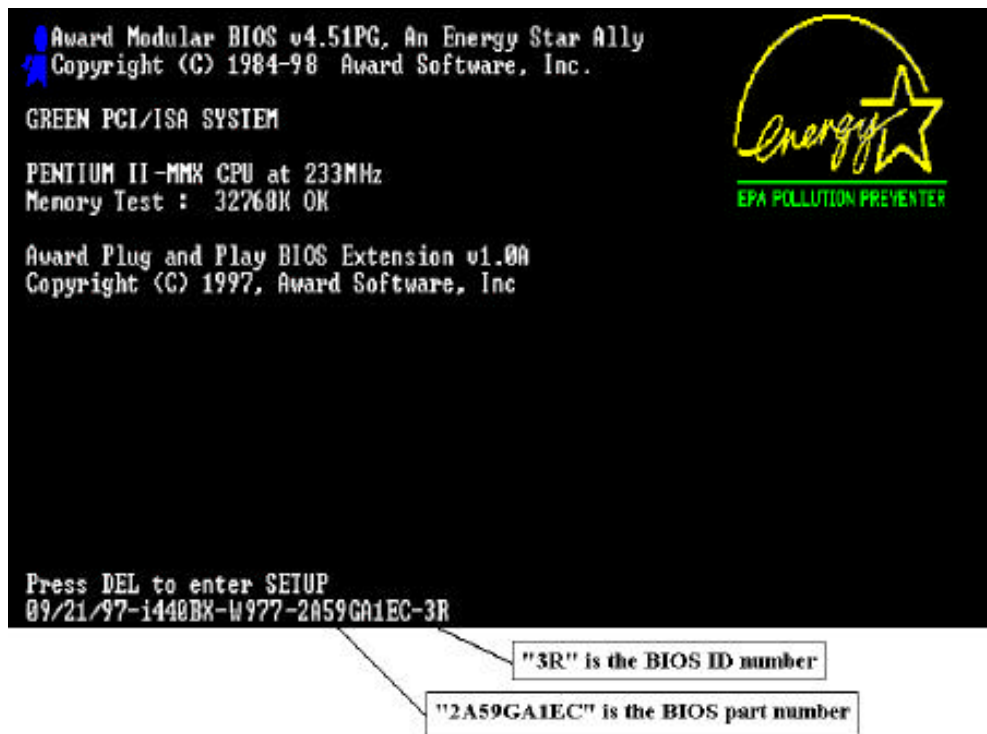 Award Modular BIOS v4.51PG, An Energy Star Ally
Copyright (C) 1984-98 Award Software, Inc.
energy
EPA POLLUTION PREVENTER
GREEN PCI/ISA SYSTEM
PENTIUM II-MMX CPU at 233MHz
Memory Test : 32768K OK
Award Plug and Play BIOS Extension v1.0A
Copyright (C) 1997, Award Software, Inc
Press DEL to enter SETUP
09/21/97-i440BX-W977-2A59GA1EC-3R
"3R" is the BIOS ID number
"2A59GA1EC" is the BIOS part number